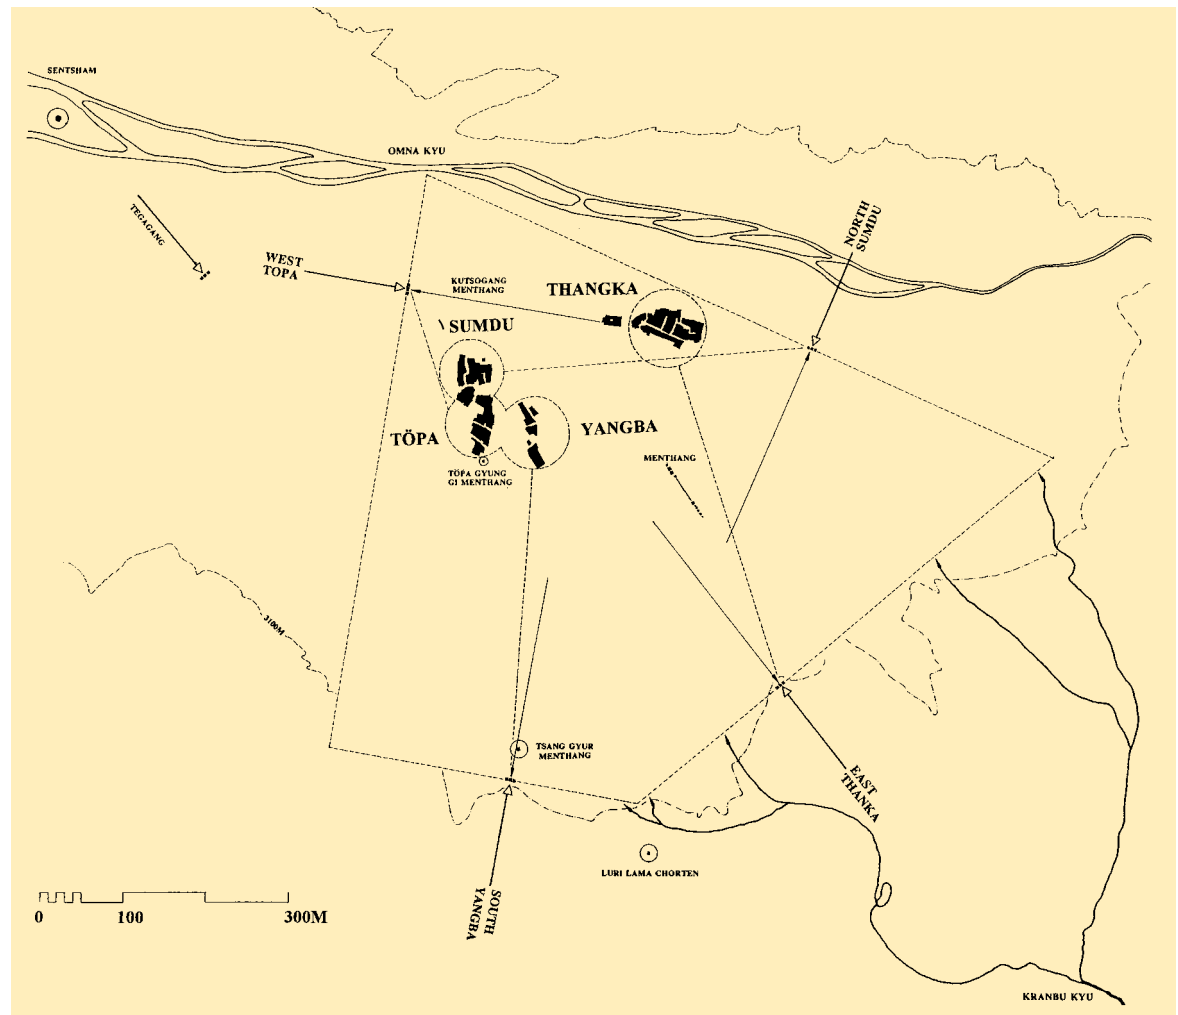 SENTSHAM
OMNA KYU
TEGAGANG
WEST
TOPA
KUTSOGANG
MENTHANG
THANGKA
NORTH
SUMDU
SUMDU
TÖPA
YANGBA
TÖPA GYUNG
GI MENTHANG
MENTHANG
3100M
TSANG GYUR
MENTHANG
EAST
THANKA
LURI LAMA CHORTEN
SOUTH
YANGBA
0 100 300M
KRANBU KYU